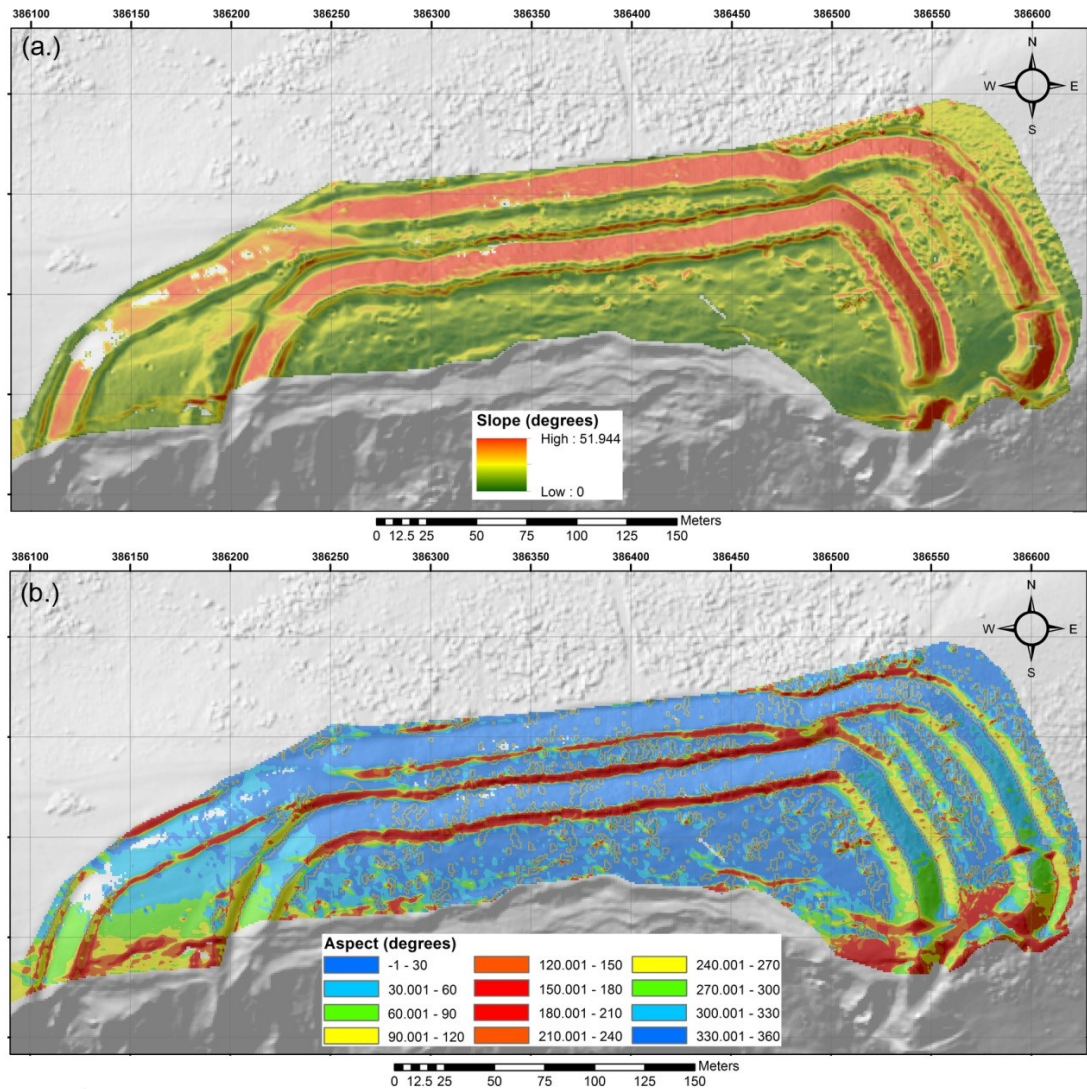 386100 386150 386200 386250 386300 386350 386400 386450 386500 386550 386600
(a.)
N
W E
S
Slope (degrees)
High : 51.944
Low : 0
Meters
0 12.5 25 50 75 100 125 150
386100 386150 386200 386250 386300 386350 386400 386450 386500 386550 386600
(b.)
N
W E
S
Aspect (degrees)
-1 - 30 120.001 - 150 240.001 - 270
30.001 - 60 150.001 - 180 270.001 - 300
60.001 - 90 180.001 - 210 300.001 - 330
90.001 - 120 210.001 - 240 330.001 - 360
Meters
0 12.5 25 50 75 100 125 150